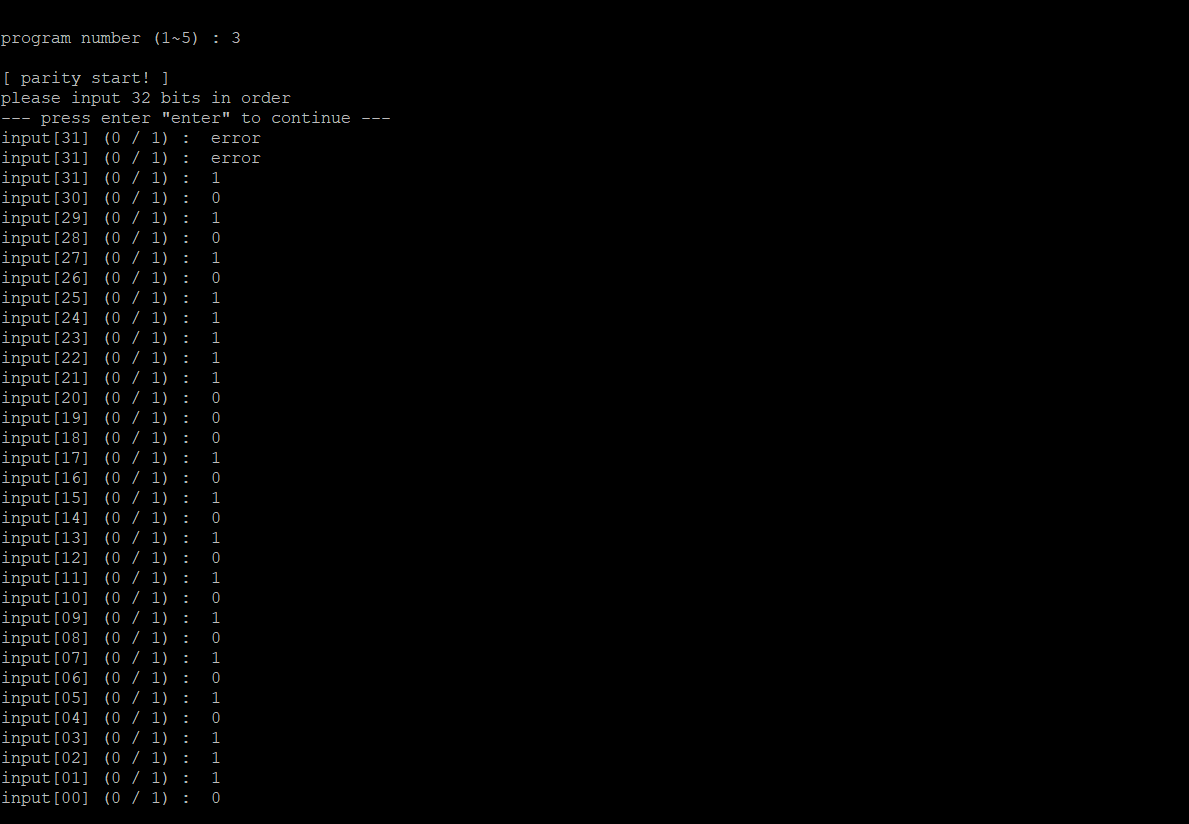 program number (1~5) : 3
[ parity start! ]
please input 32 bits in order
--- press enter "enter" to continue ---
input[31] (0 / 1) :  error
input[31] (0 / 1) :  error
input[31] (0 / 1) :  1
input[30] (0 / 1) :  0
input[29] (0 / 1) :  1
input[28] (0 / 1) :  0
input[27] (0 / 1) :  1
input[26] (0 / 1) :  0
input[25] (0 / 1) :  1
input[24] (0 / 1) :  1
input[23] (0 / 1) :  1
input[22] (0 / 1) :  1
input[21] (0 / 1) :  1
input[20] (0 / 1) :  0
input[19] (0 / 1) :  0
input[18] (0 / 1) :  0
input[17] (0 / 1) :  1
input[16] (0 / 1) :  0
input[15] (0 / 1) :  1
input[14] (0 / 1) :  0
input[13] (0 / 1) :  1
input[12] (0 / 1) :  0
input[11] (0 / 1) :  1
input[10] (0 / 1) :  0
input[09] (0 / 1) :  1
input[08] (0 / 1) :  0
input[07] (0 / 1) :  1
input[06] (0 / 1) :  0
input[05] (0 / 1) :  1
input[04] (0 / 1) :  0
input[03] (0 / 1) :  1
input[02] (0 / 1) :  1
input[01] (0 / 1) :  1
input[00] (0 / 1) :  0